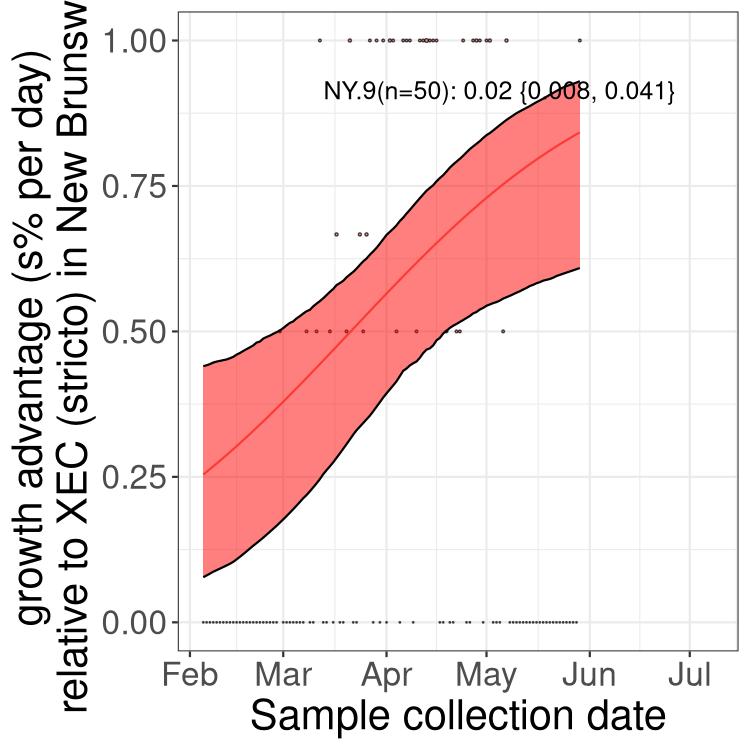 growth advantage (s% per day)
relative to XEC (stricto) in New Brunsw
1.00
0.75
0.50
0.25
0.00
NY.9(n=50): 0.02 {0.008, 0.041}
Feb Mar Apr May Jun Jul
Sample collection date